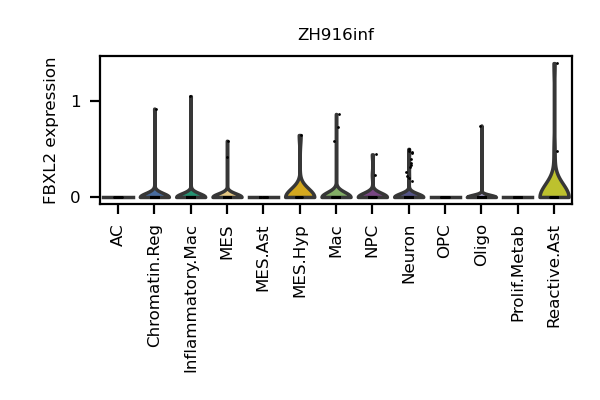 ZH916inf
FBXL2 expression
1
0
AC
Chromatin.Reg
Inflammatory.Mac
MES
MES.Ast
MES.Hyp
Mac
NPC
Neuron
OPC
Oligo
Prolif.Metab
Reactive.Ast